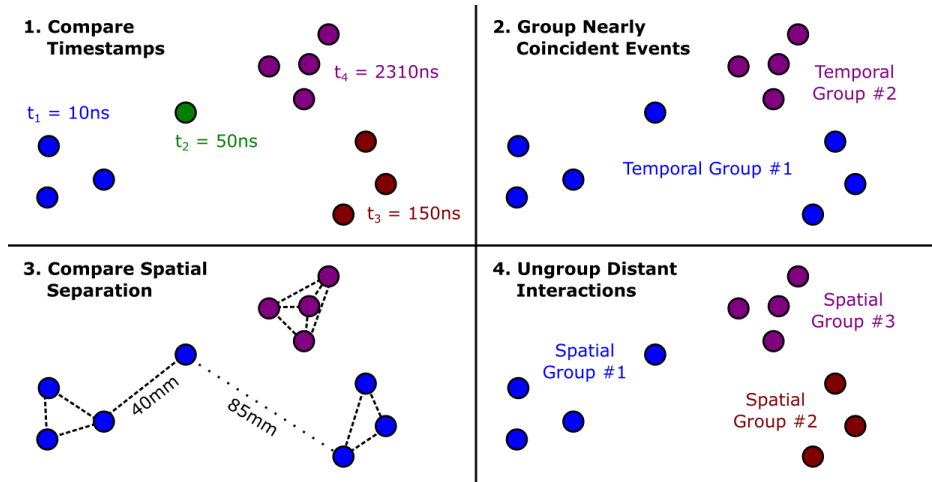 1. Compare
Timestamps
t₁ = 10ns
t₂ = 50ns
t₄ = 2310ns
t₃ = 150ns
2. Group Nearly
Coincident Events
Temporal
Group #2
Temporal Group #1
3. Compare Spatial
Separation
40mm
85mm
4. Ungroup Distant
Interactions
Spatial
Group #3
Spatial
Group #1
Spatial
Group #2